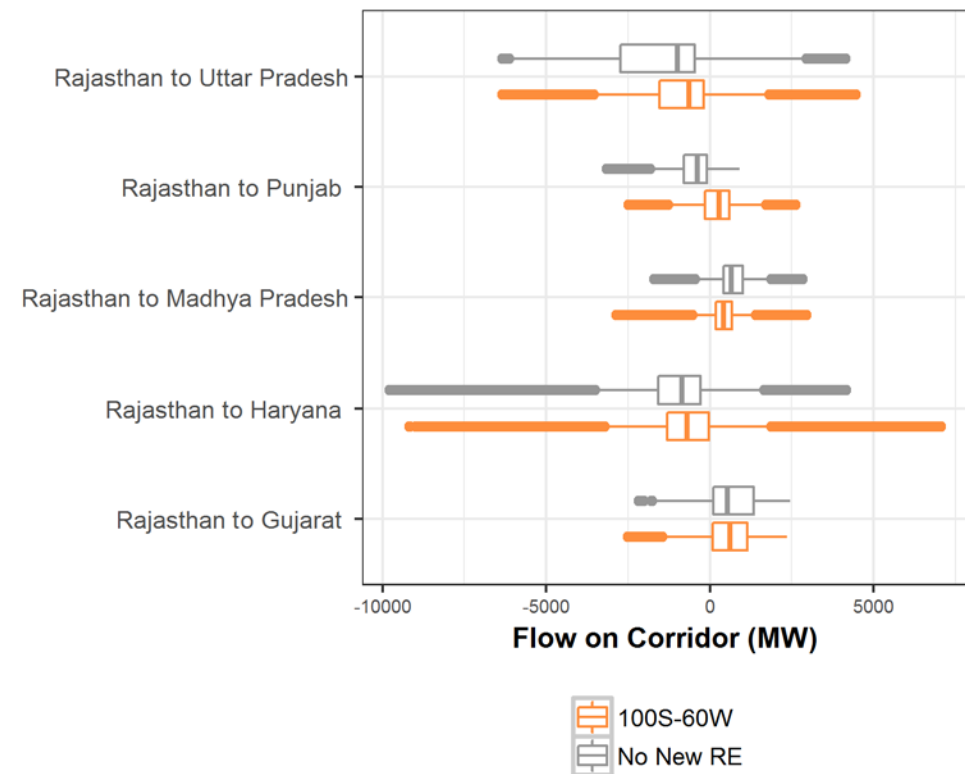 Rajasthan to Uttar Pradesh
Rajasthan to Punjab
Rajasthan to Madhya Pradesh
Rajasthan to Haryana
Rajasthan to Gujarat
-10000 -5000 0 5000
Flow on Corridor (MW)
100S-60W
No New RE